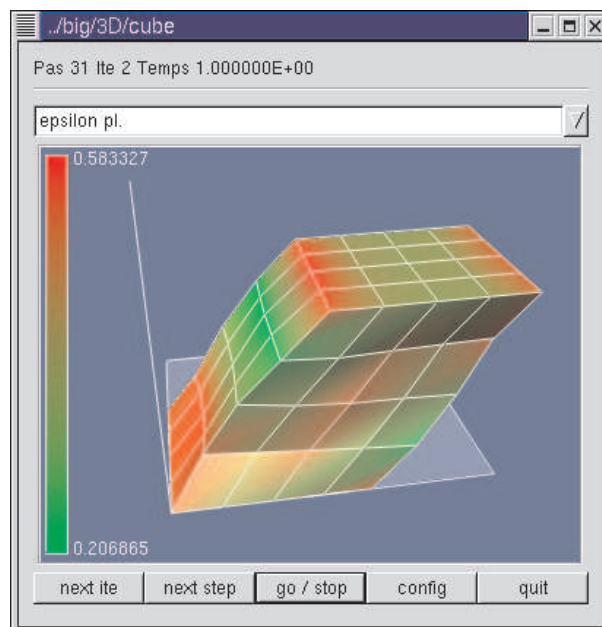 ../big/3D/cube
Pas 31 Ite 2 Temps 1.000000E+00
epsilon pl.
0.583327
0.206865
next ite next step go / stop config quit